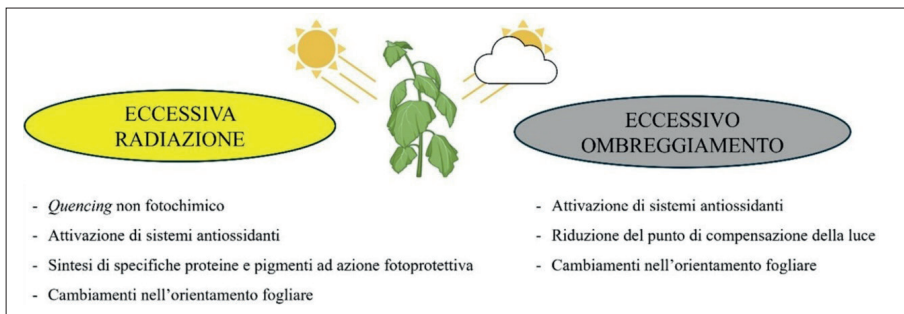 ECCESSIVA
RADIAZIONE
- Quencing non fotochimico
- Attivazione di sistemi antiossidanti
- Sintesi di specifiche proteine e pigmenti ad azione fotoprotettiva
- Cambiamenti nell'orientamento fogliare
ECCESSIVO
OMBREGGIAMENTO
- Attivazione di sistemi antiossidanti
- Riduzione del punto di compensazione della luce
- Cambiamenti nell'orientamento fogliare